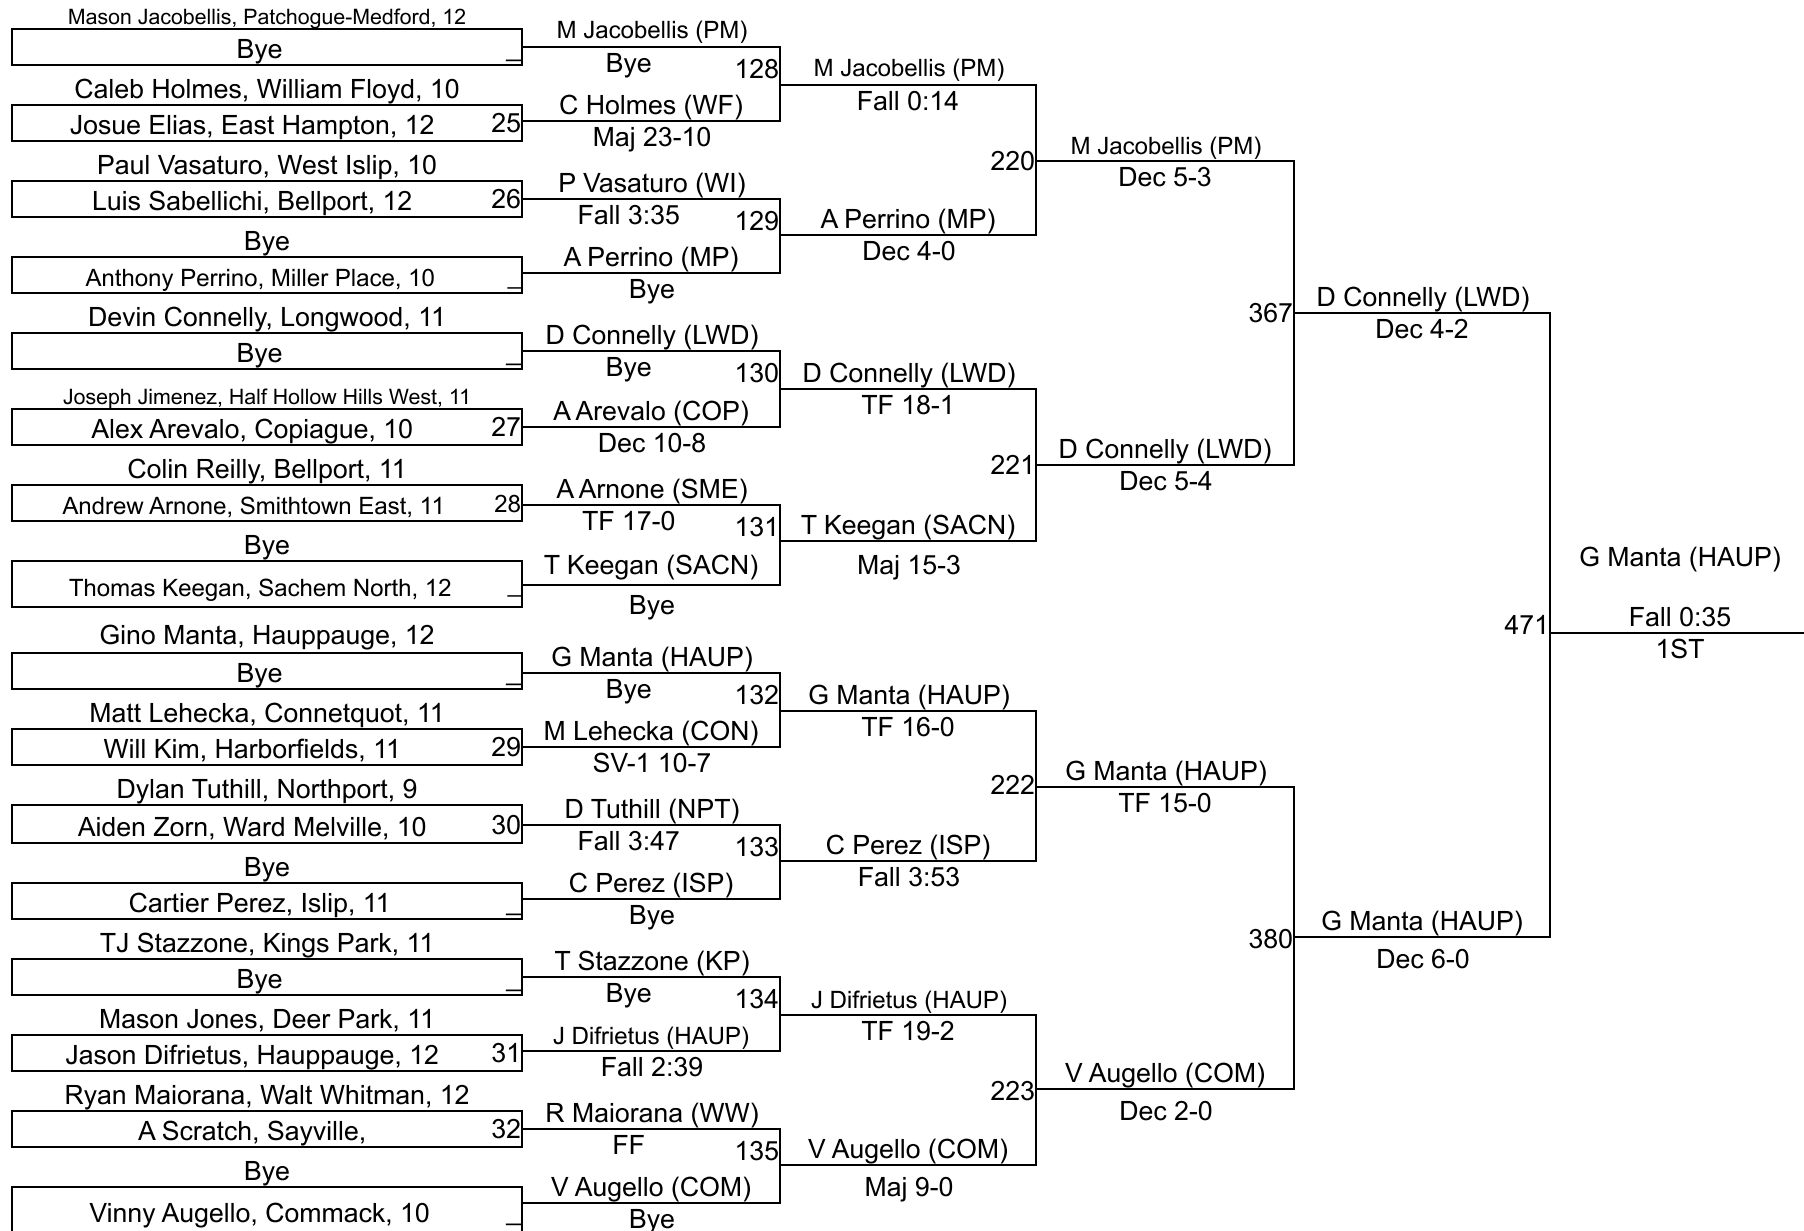 Mason Jacobellis, Patchogue-Medford, 12
Bye _
Caleb Holmes, William Floyd, 10
Josue Elias, East Hampton, 12 25
Paul Vasaturo, West Islip, 10
Luis Sabellichi, Bellport, 12 26
Bye
Anthony Perrino, Miller Place, 10 _
Devin Connelly, Longwood, 11
Bye _
Joseph Jimenez, Half Hollow Hills West, 11
Alex Arevalo, Copiague, 10 27
Colin Reilly, Bellport, 11
Andrew Arnone, Smithtown East, 11 28
Bye
Thomas Keegan, Sachem North, 12 _
Gino Manta, Hauppauge, 12
Bye _
Matt Lehecka, Connetquot, 11
Will Kim, Harborfields, 11 29
Dylan Tuthill, Northport, 9
Aiden Zorn, Ward Melville, 10 30
Bye
Cartier Perez, Islip, 11 _
TJ Stazzone, Kings Park, 11
Bye _
Mason Jones, Deer Park, 11
Jason Difrietus, Hauppauge, 12 31
Ryan Maiorana, Walt Whitman, 12
A Scratch, Sayville, 32
Bye
Vinny Augello, Commack, 10 _
M Jacobellis (PM)
Bye
128
C Holmes (WF)
Maj 23-10
P Vasaturo (WI)
Fall 3:35
129
A Perrino (MP)
Bye
D Connelly (LWD)
Bye
130
A Arevalo (COP)
Dec 10-8
A Arnone (SME)
TF 17-0
131
T Keegan (SACN)
Bye
G Manta (HAUP)
Bye
132
M Lehecka (CON)
SV-1 10-7
D Tuthill (NPT)
Fall 3:47
133
C Perez (ISP)
Bye
T Stazzone (KP)
Bye
134
J Difrietus (HAUP)
Fall 2:39
R Maiorana (WW)
FF
135
V Augello (COM)
Bye
M Jacobellis (PM)
Fall 0:14
220
A Perrino (MP)
Dec 4-0
D Connelly (LWD)
TF 18-1
221
T Keegan (SACN)
Maj 15-3
G Manta (HAUP)
TF 16-0
222
C Perez (ISP)
Fall 3:53
J Difrietus (HAUP)
TF 19-2
223
V Augello (COM)
Maj 9-0
M Jacobellis (PM)
Dec 5-3
367
D Connelly (LWD)
Dec 5-4
G Manta (HAUP)
TF 15-0
380
V Augello (COM)
Dec 2-0
D Connelly (LWD)
Dec 4-2
471
G Manta (HAUP)
Dec 6-0
G Manta (HAUP)
Fall 0:35
1ST